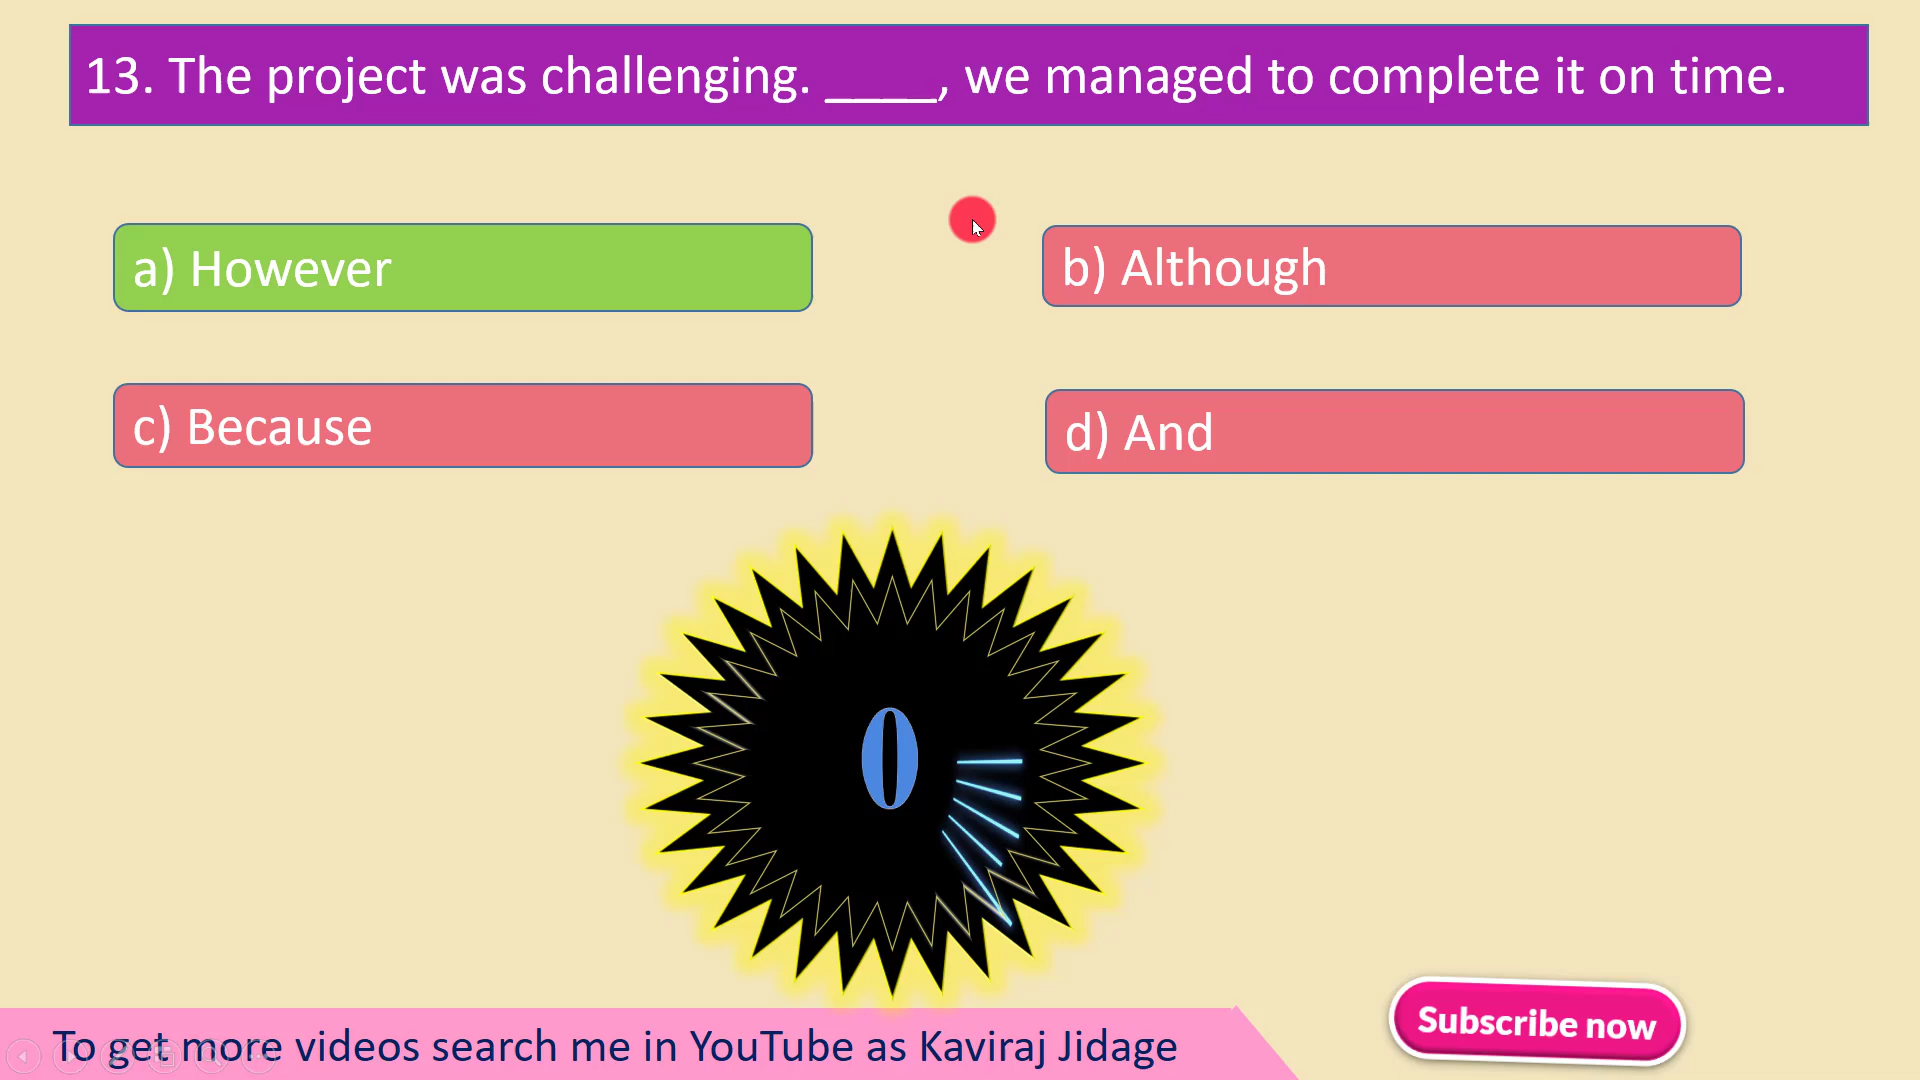 13. The project was challenging. ____, we managed to complete it on time.
a) However
b) Although
c) Because
d) And
0
To get more videos search me in YouTube as Kaviraj Jidage
Subscribe now